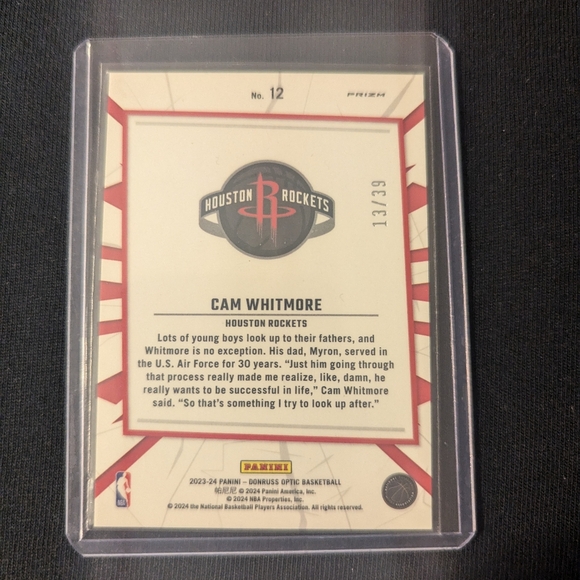 No. 12
PRIZM
HOUSTON R ROCKETS
13/39
CAM WHITMORE
HOUSTON ROCKETS
Lots of young boys look up to their fathers, and
Whitmore is no exception. His dad, Myron, served in
the U.S. Air Force for 30 years. “Just him going through
that process really made me realize, like, damn, he
really wants to be successful in life,” Cam Whitmore
said. “So that’s something I try to look up after.”
PANINI
2023-24 PANINI – DONRUSS OPTIC BASKETBALL
帕尼尼 © 2024 Panini America, Inc.
© 2024 NBA Properties, Inc.
© 2024 the National Basketball Players Association. All rights reserved.
NBA